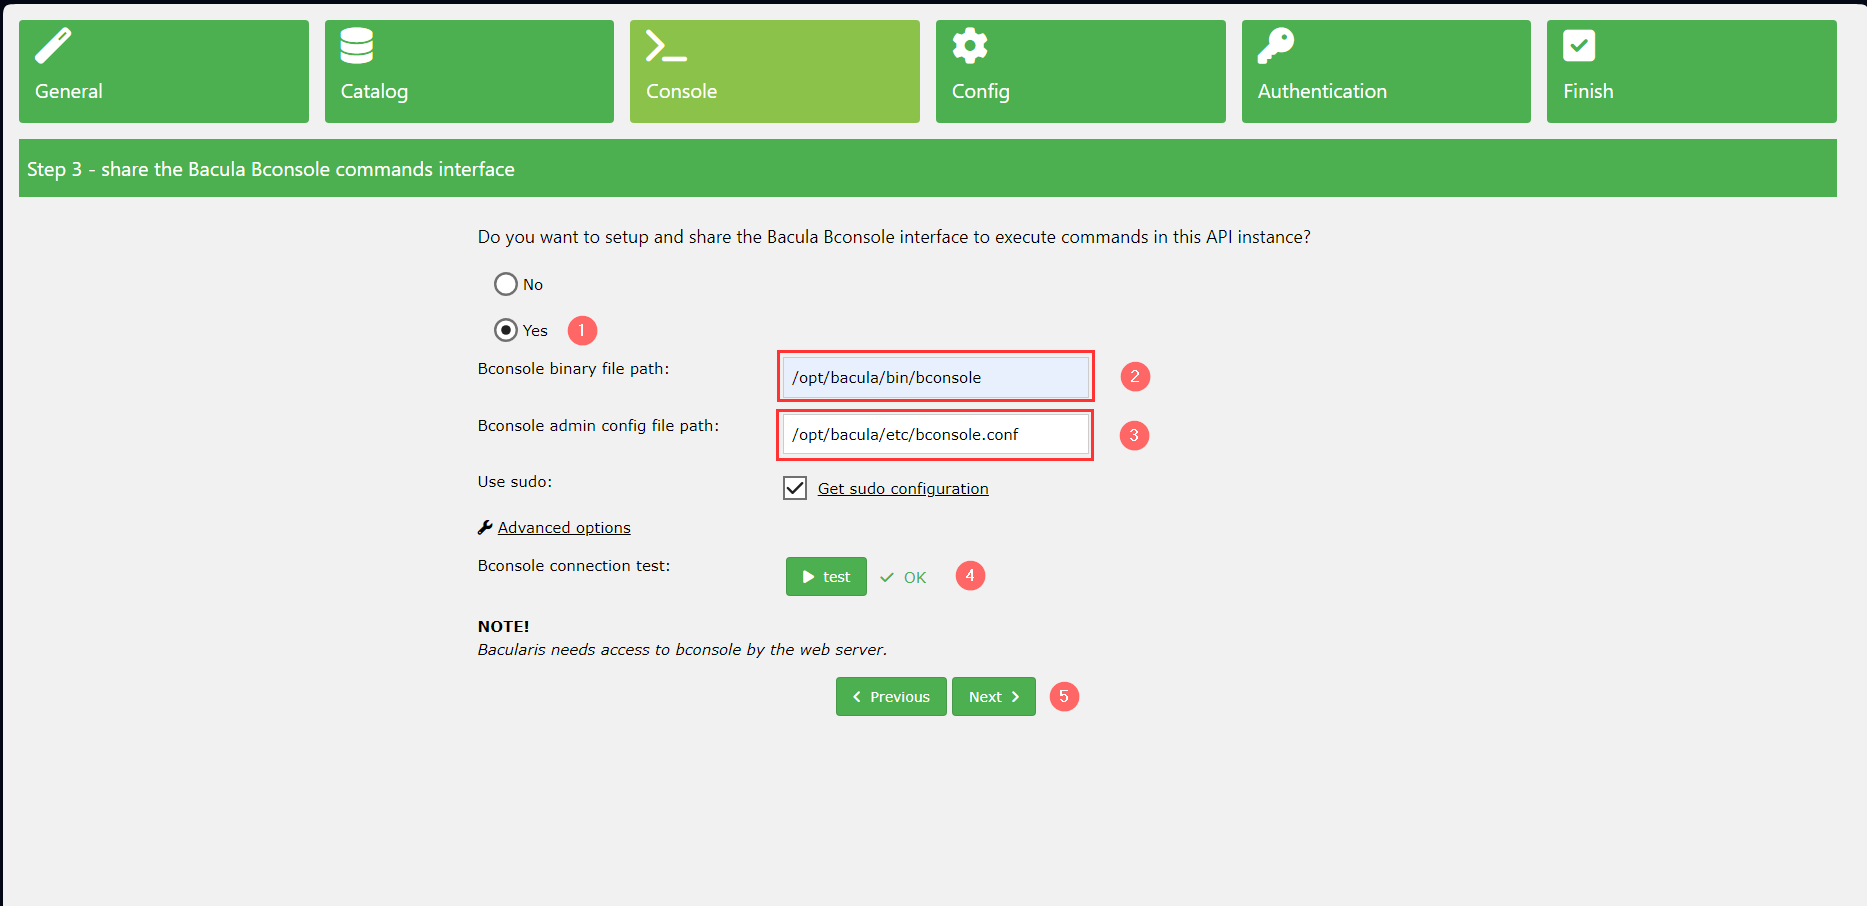 General
Catalog
Console
Config
Authentication
Finish
Step 3 - share the Bacula Bconsole commands interface
Do you want to setup and share the Bacula Bconsole interface to execute commands in this API instance?
No
Yes 1
Bconsole binary file path: /opt/bacula/bin/bconsole 2
Bconsole admin config file path: /opt/bacula/etc/bconsole.conf 3
Use sudo: Get sudo configuration
Advanced options
Bconsole connection test: test OK 4
NOTE!
Bacularis needs access to bconsole by the web server.
Previous Next 5